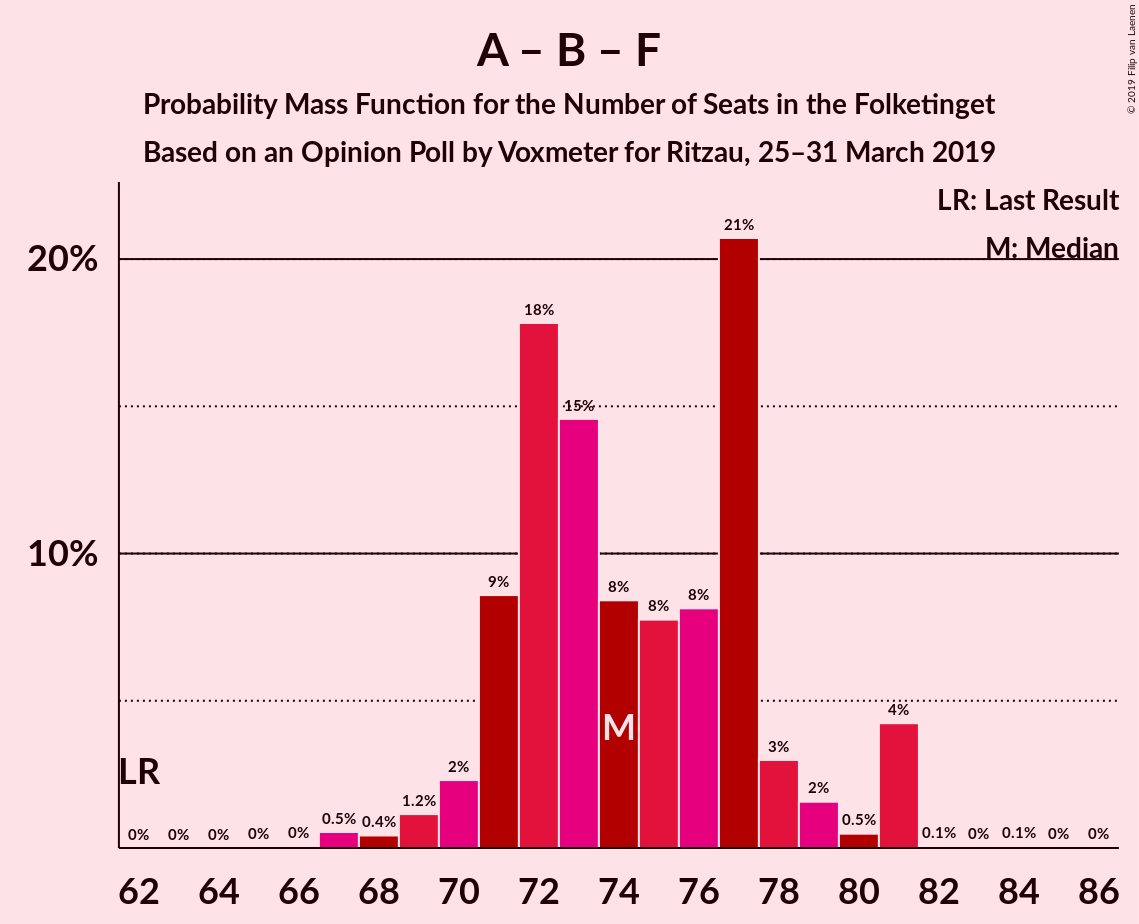 A – B – F
Probability Mass Function for the Number of Seats in the Folketinget
Based on an Opinion Poll by Voxmeter for Ritzau, 25–31 March 2019
© 2019 Filip van Laenen
LR: Last Result
M: Median
20%
10%
LR
M
0% 0% 0% 0% 0% 0.5% 0.4% 1.2% 2% 9% 18% 15% 8% 8% 8% 21% 3% 2% 0.5% 4% 0.1% 0% 0.1% 0% 0%
62 64 66 68 70 72 74 76 78 80 82 84 86